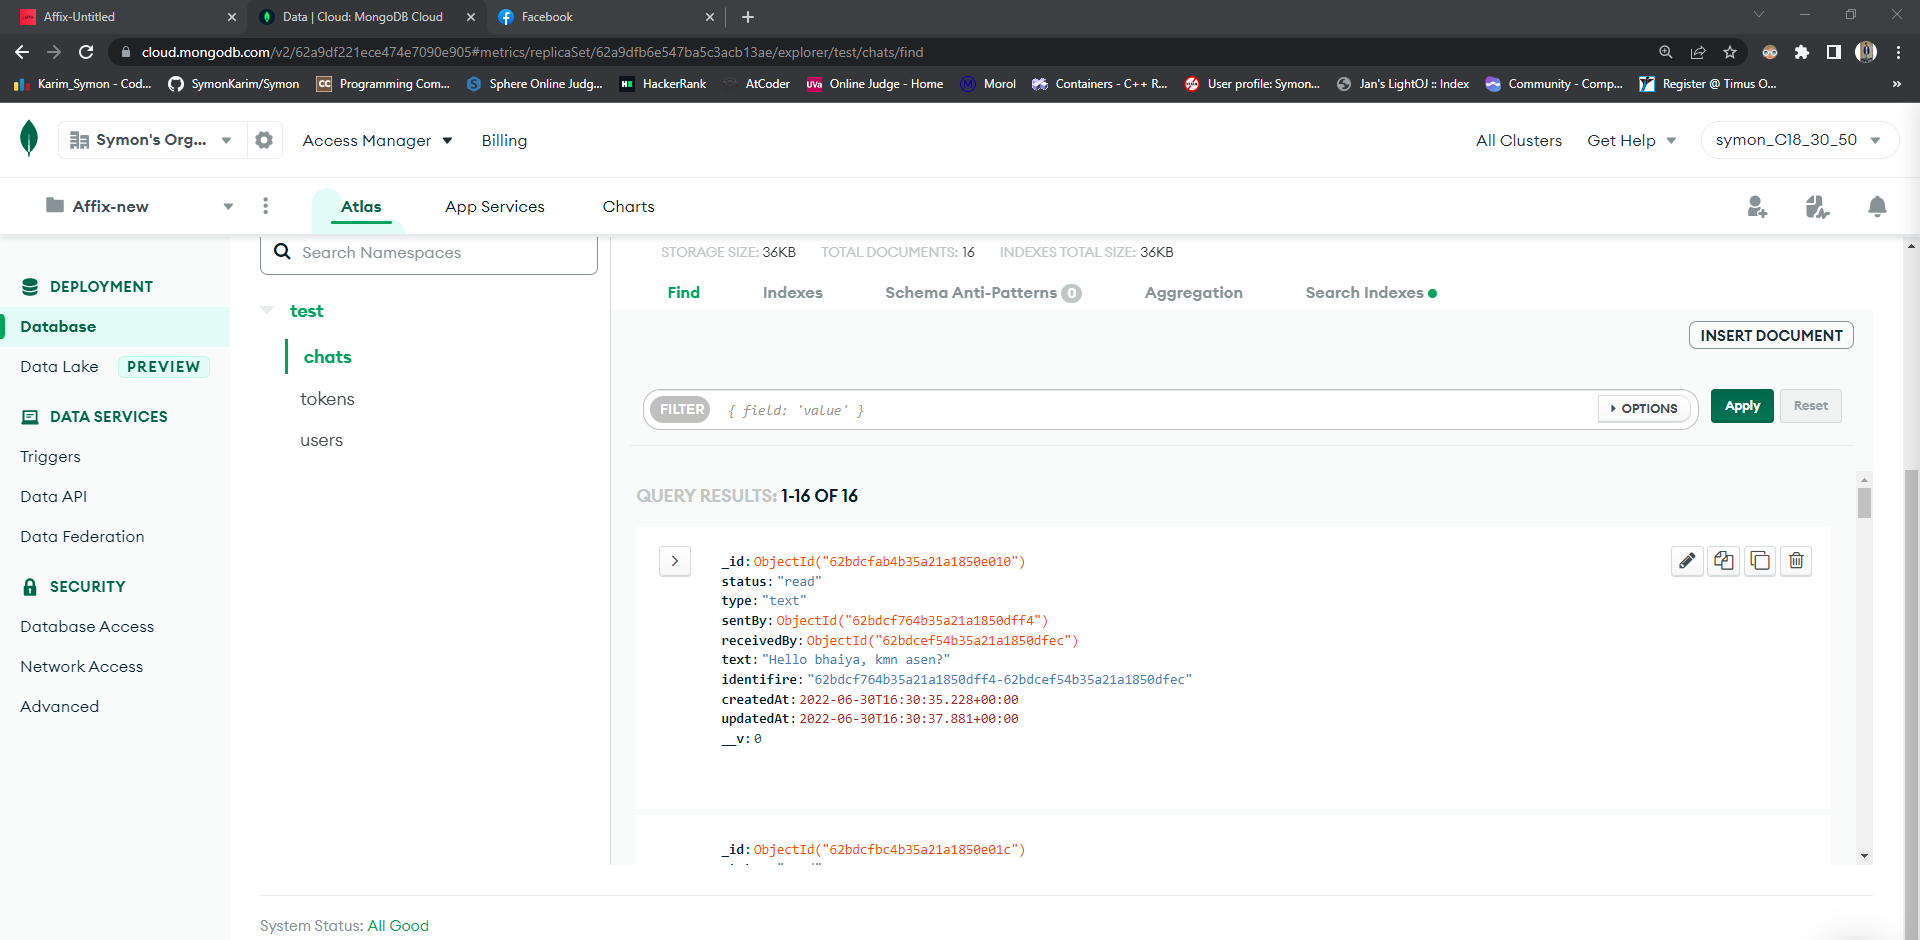 Affix-Untitled
Data | Cloud: MongoDB Cloud
Facebook
cloud.mongodb.com/v2/62a9df221ece474e7090e905#metrics/replicaSet/62a9dfb6e547ba5c3acb13ae/explorer/test/chats/find
Karim_Symon - Cod...
SymonKarim/Symon
CC Programming Com...
Sphere Online Judg...
HackerRank
AtCoder
UVa Online Judge - Home
Morol
Containers - C++ R...
User profile: Symon...
Jan's LightOJ :: Index
Community - Comp...
Register @ Timus O...
Symon's Org...
Access Manager
Billing
All Clusters
Get Help
symon_C18_30_50
Affix-new
Atlas
App Services
Charts
DEPLOYMENT
Database
Data Lake PREVIEW
DATA SERVICES
Triggers
Data API
Data Federation
SECURITY
Database Access
Network Access
Advanced
Search Namespaces
test
chats
tokens
users
STORAGE SIZE: 36KB TOTAL DOCUMENTS: 16 INDEXES TOTAL SIZE: 36KB
Find
Indexes
Schema Anti-Patterns 0
Aggregation
Search Indexes
INSERT DOCUMENT
FILTER { field: 'value' }
OPTIONS
Apply
Reset
QUERY RESULTS: 1-16 OF 16
_id: ObjectId("62bdcfab4b35a21a1850e010")
status: "read"
type: "text"
sentBy: ObjectId("62bdcf764b35a21a1850dff4")
receivedBy: ObjectId("62bdcef54b35a21a1850dfec")
text: "Hello bhaiya, kmn asen?"
identifire: "62bdcf764b35a21a1850dff4-62bdcef54b35a21a1850dfec"
createdAt: 2022-06-30T16:30:35.228+00:00
updatedAt: 2022-06-30T16:30:37.881+00:00
__v: 0
_id: ObjectId("62bdcfbc4b35a21a1850e01c")
System Status: All Good